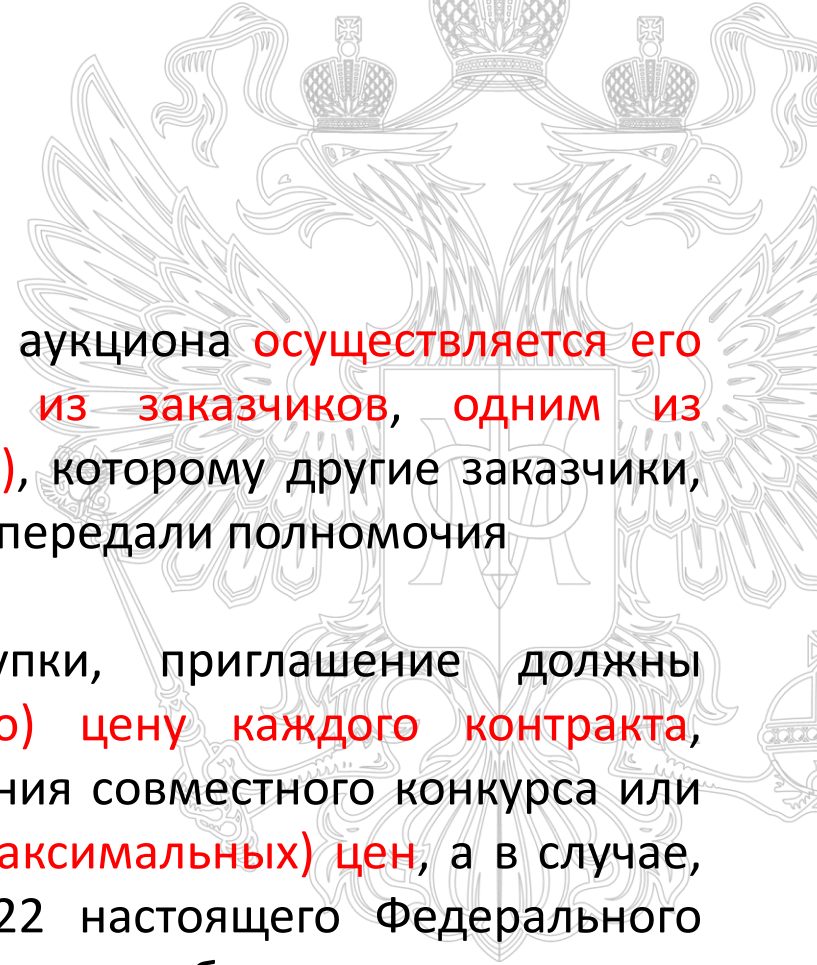 аукциона осуществляется его
из заказчиков, одним из
), которому другие заказчики,
передали полномочия
упки, приглашение должны
ю) цену каждого контракта,
ния совместного конкурса или
аксимальных) цен, а в случае,
22 настоящего Федерального